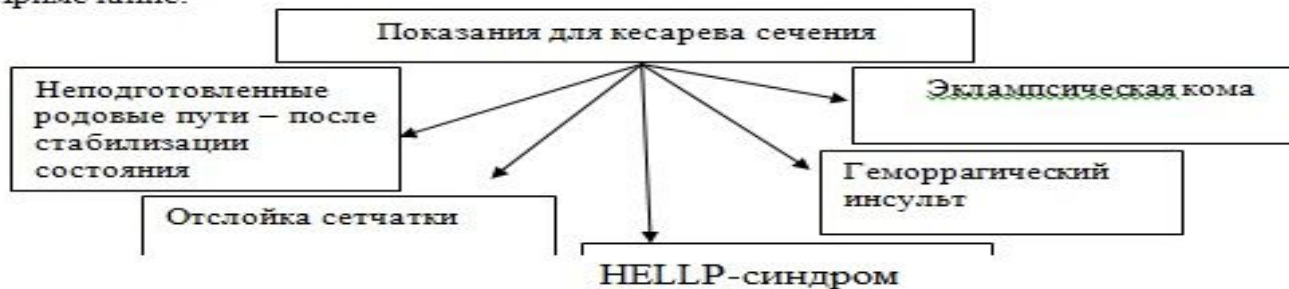 Показания для кесарева сечения
Неподготовленные
родовые пути – после
стабилизации
состояния
Эклампсическая кома
Геморрагический
инсульт
Отслойка сетчатки
HELLP-синдром